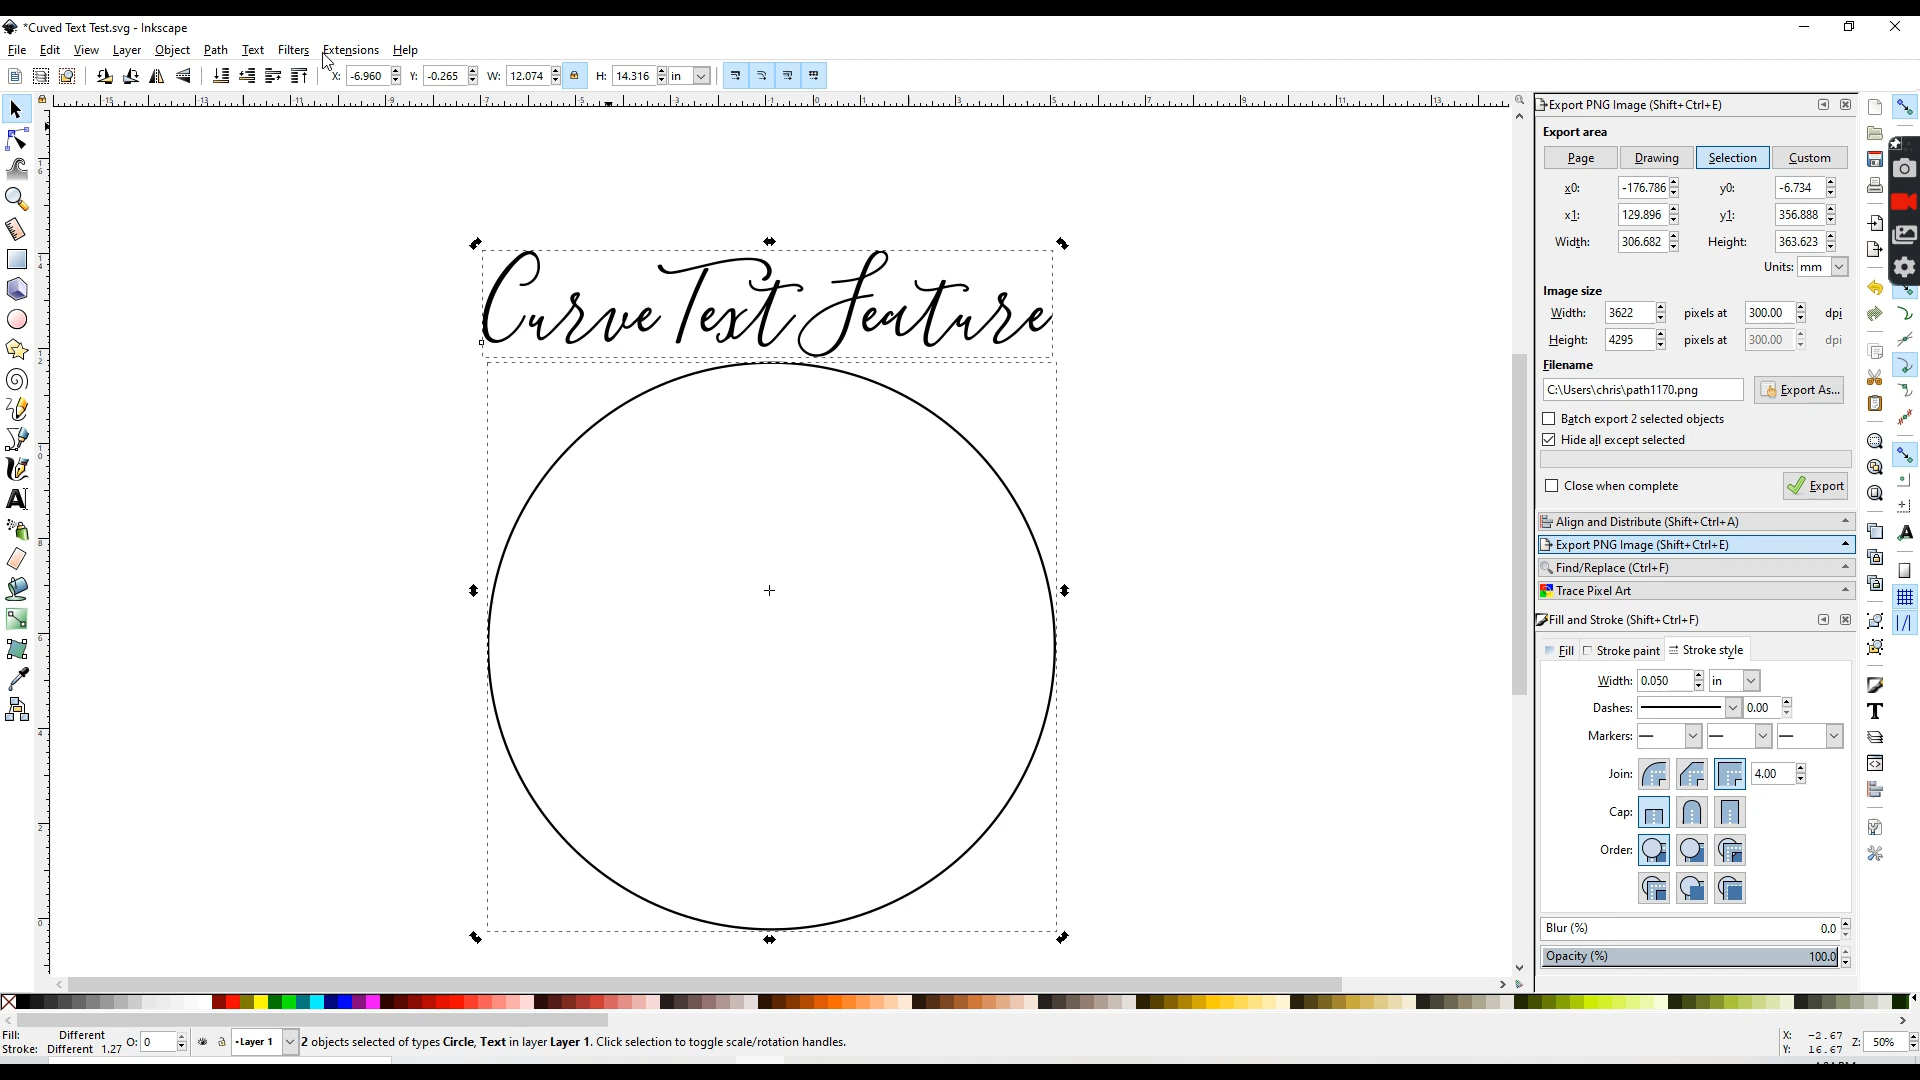 *Cuved Text Test.svg - Inkscape
File Edit View Layer Object Path Text Filters Extensions Help
X: -6.960 Y: -0.265 W: 12.074 H: 14.316 in
Export PNG Image (Shift+Ctrl+E)
Export area
Page Drawing Selection Custom
x0: -176.786 y0: -6.734
x1: 129.896 y1: 356.888
Width: 306.682 Height: 363.623
Units: mm
Image size
Width: 3622 pixels at 300.00 dpi
Height: 4295 pixels at 300.00 dpi
Filename
C:\Users\chris\path1170.png Export As...
Batch export 2 selected objects
Hide all except selected
Close when complete Export
Align and Distribute (Shift+Ctrl+A)
Export PNG Image (Shift+Ctrl+E)
Find/Replace (Ctrl+F)
Trace Pixel Art
Fill and Stroke (Shift+Ctrl+F)
Fill Stroke paint Stroke style
Width: 0.050 in
Dashes: 0.00
Markers:
Join: 4.00
Cap:
Order:
Blur (%) 0.0
Opacity (%) 100.0
Curve Text Feature
Fill: Different O: 0 Layer 1 2 objects selected of types Circle, Text in layer Layer 1. Click selection to toggle scale/rotation handles.
Stroke: Different 1.27
X: -2.67 Z: 50%
Y: 16.67